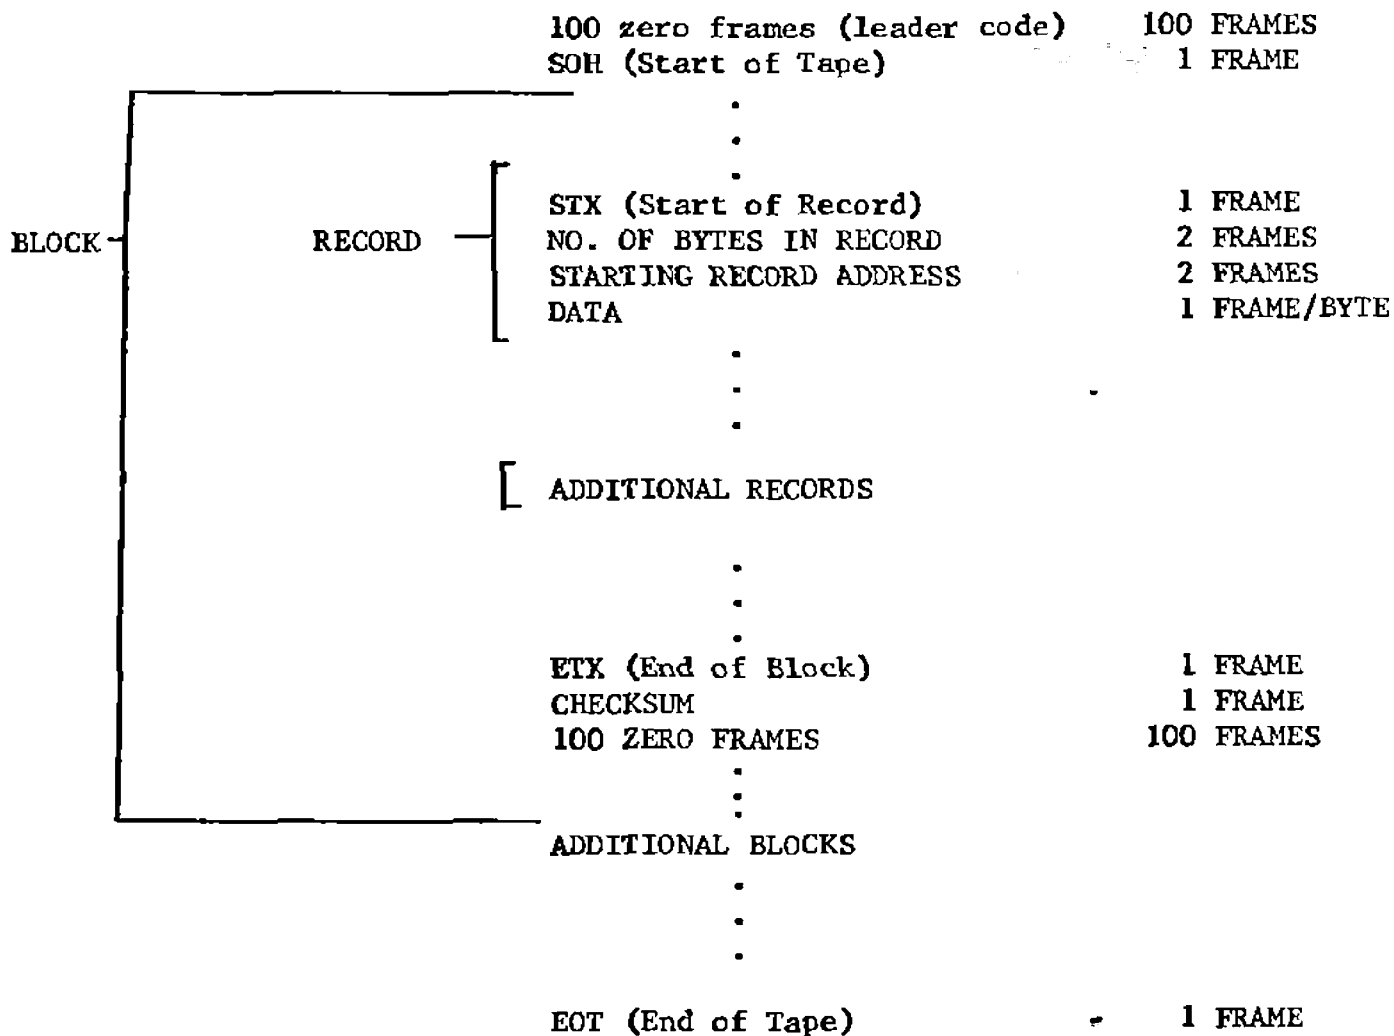 100 zero frames (leader code) 100 FRAMES
SOH (Start of Tape) 1 FRAME
.
.
.
STX (Start of Record) 1 FRAME
BLOCK RECORD NO. OF BYTES IN RECORD 2 FRAMES
STARTING RECORD ADDRESS 2 FRAMES
DATA 1 FRAME/BYTE
.
.
.
ADDITIONAL RECORDS
.
.
.
ETX (End of Block) 1 FRAME
CHECKSUM 1 FRAME
100 ZERO FRAMES 100 FRAMES
.
.
.
ADDITIONAL BLOCKS
.
.
.
EOT (End of Tape) 1 FRAME